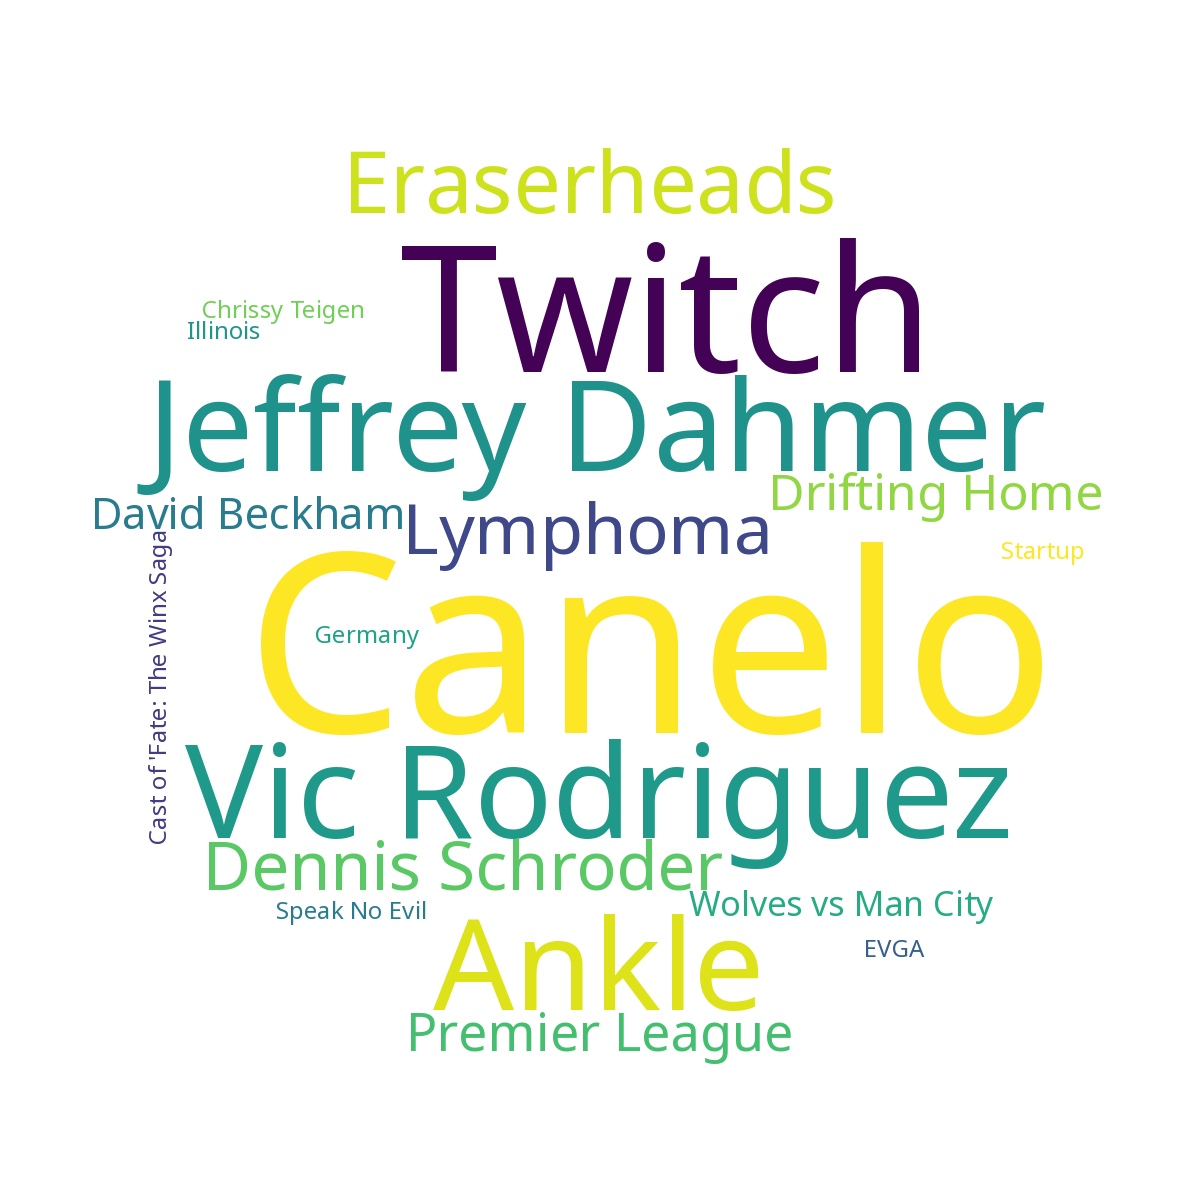 Eraserheads
Twitch
Chrissy Teigen
Illinois
Jeffrey Dahmer
Drifting Home
David Beckham
Lymphoma
Startup
Cast of 'Fate: The Winx Saga
Canelo
Germany
Vic Rodriguez
Dennis Schroder
Wolves vs Man City
Speak No Evil
Ankle
EVGA
Premier League